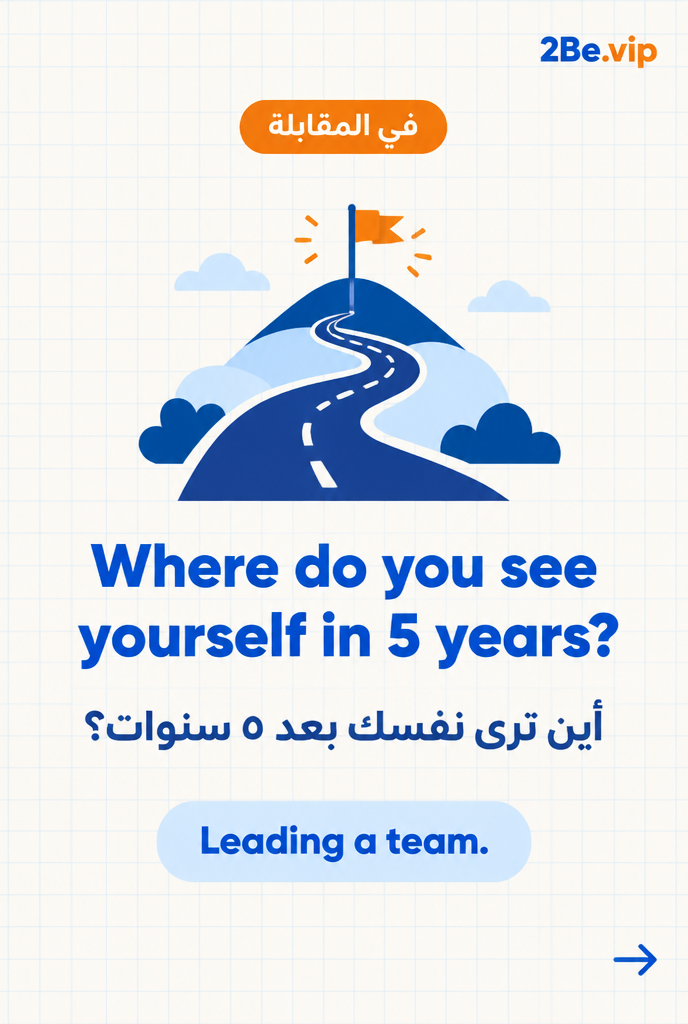 2Be.vip
في المقابلة
Where do you see
yourself in 5 years?
أين ترى نفسك بعد ٥ سنوات؟
Leading a team.